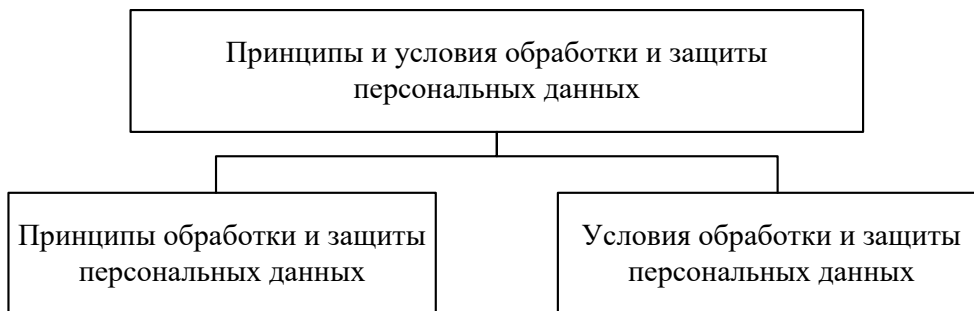 Принципы и условия обработки и защиты
персональных данных
Принципы обработки и защиты
персональных данных
Условия обработки и защиты
персональных данных